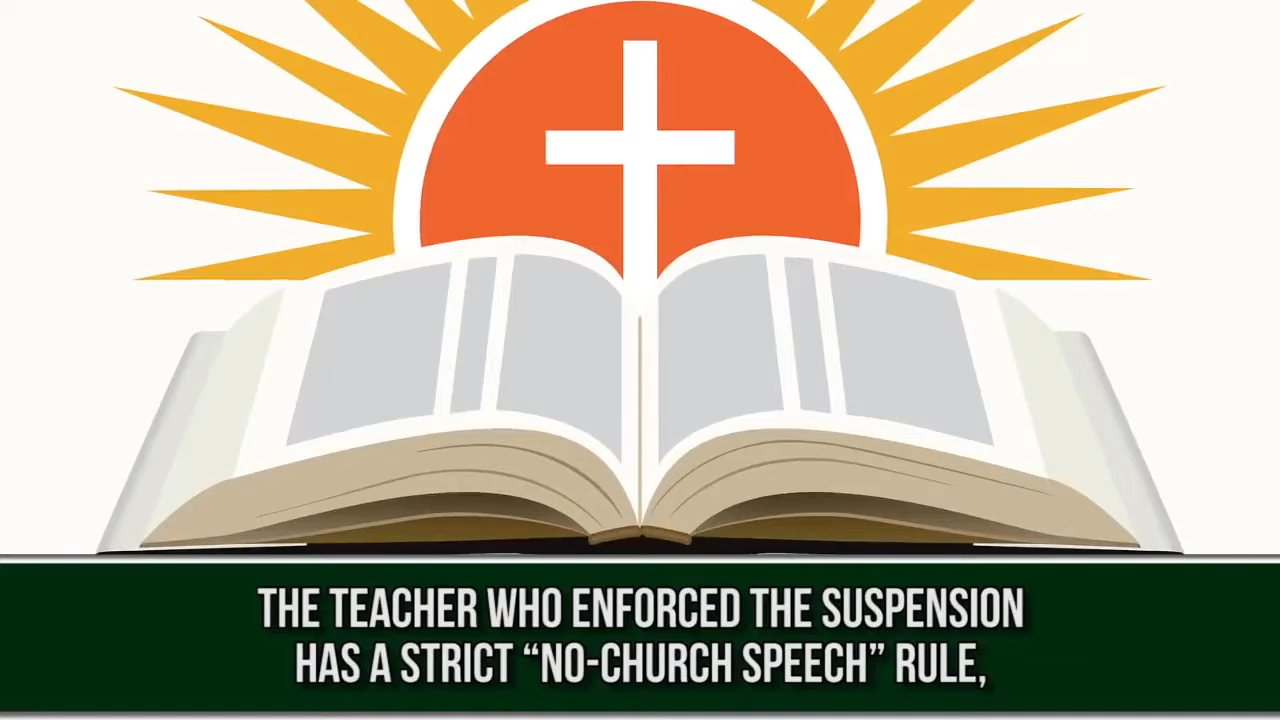 THE TEACHER WHO ENFORCED THE SUSPENSION
HAS A STRICT “NO-CHURCH SPEECH” RULE,